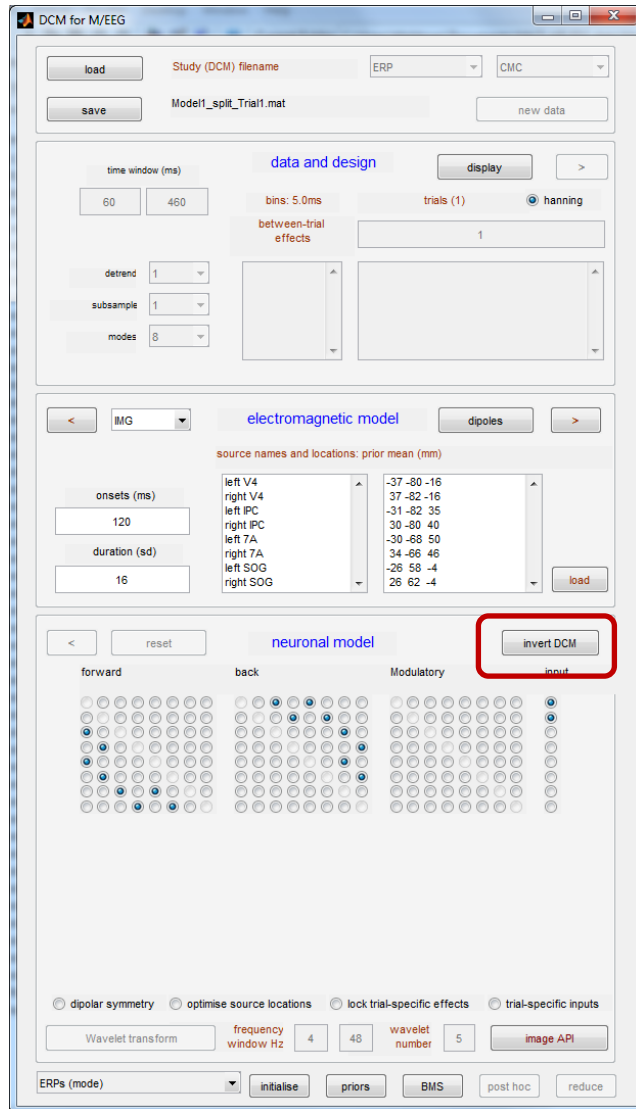 DCM for M/EEG
load Study (DCM) filename ERP CMC
save Model1_split_Trial1.mat new data
time window (ms) data and design display >
60 460 bins: 5.0ms trials (1) hanning
between-trial
effects 1
detrend 1
subsample 1
modes 8
< IMG electromagnetic model dipoles >
source names and locations: prior mean (mm)
left V4 -37 -80 -16
right V4 37 -82 -16
left IPC -31 -82 35
right IPC 30 -80 40
left 7A -30 -68 50
right 7A 34 -66 46
left SOG -26 58 -4
right SOG 26 62 -4
onsets (ms)
120
duration (sd)
16 load
< reset neuronal model invert DCM
forward back Modulatory input
dipolar symmetry optimise source locations lock trial-specific effects trial-specific inputs
Wavelet transform frequency
window Hz 4 48 wavelet
number 5 image API
ERPs (mode) initialise priors BMS post hoc reduce